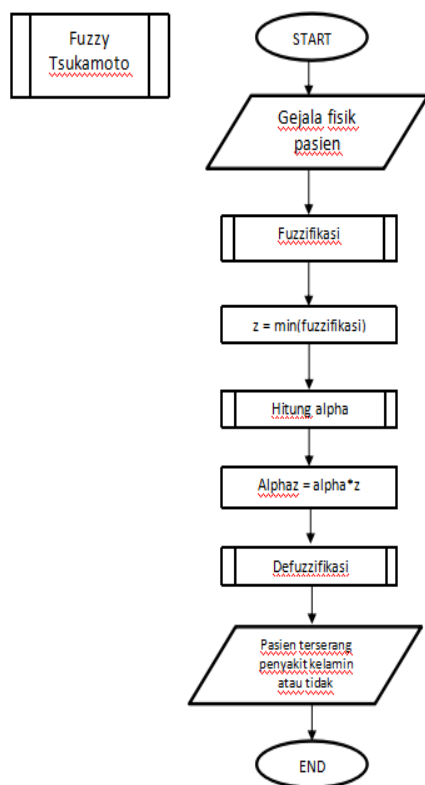 Fuzzy
Tsukamoto
START
Gejala fisik
pasien
Fuzzifikasi
z = min(fuzzifikasi)
Hitung alpha
Alphaz = alpha*z
Defuzzifikasi
Pasien terserang
penyakit kelamin
atau tidak
END